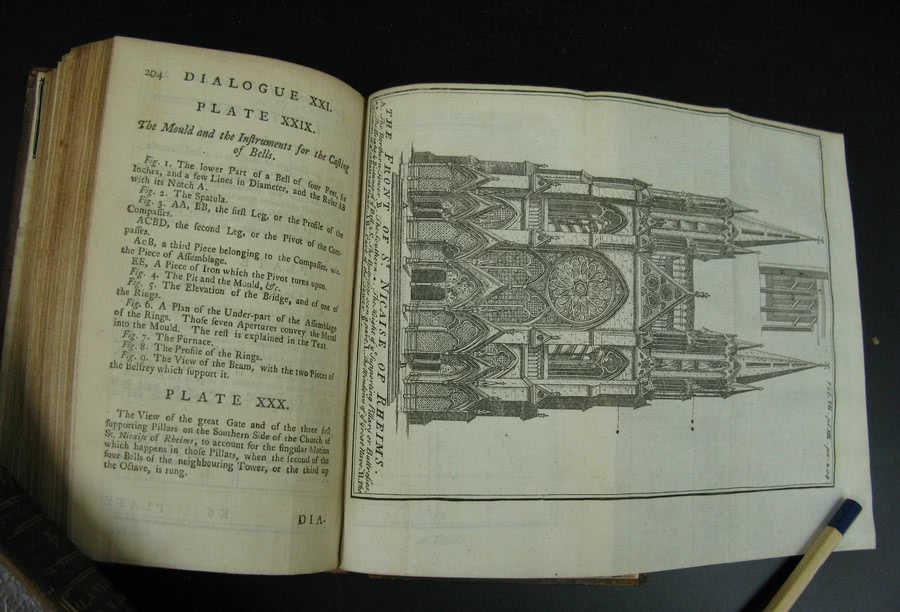 204 DIALOGUE XXI.
PLATE XXIX.
The Mould and the Inſtruments for the Caſting
of Bells.
Fig. 1. The lower Part of a Bell of four Feet, ſix
Inches, and a few Lines in Diameter, and the Ruler AB
with its Notch A.
Fig. 2. The Spatola.
Fig. 3. AA, BB, the firſt Leg, or the Profile of the
Compaſſes.
ACBD, the ſecond Leg, or the Pivot of the Com-
paſſes.
AcB, a third Piece belonging to the Compaſſes, viz.
the Piece of Aſſemblage.
EE, A Piece of Iron which the Pivot turns upon.
Fig. 4. The Pit and the Mould, &c.
Fig. 5. The Elevation of the Bridge, and of one of
the Rings.
Fig. 6. A Plan of the Under-part of the Aſſemblage
of the Rings. Thoſe ſeven Apertures convey the Metal
into the Mould. The reſt is explained in the Text.
Fig. 7. The Furnace.
Fig. 8. The Profile of the Rings.
Fig. 9. The View of the Beam, with the two Pieces of
the Belfrey which ſupport it.
PLATE XXX.
The View of the great Gate and of the three firſt
ſupporting Pillars on the Southern Side of the Church of
St. Nicaiſe of Rheims, to account for the ſingular Motion
which happens in thoſe Pillars, when the ſecond of the
four Bells of the neighbouring Tower, or the third up
the Octave, is rung.
DIA-
THE FRONT OF S. NICAISE OF RHEIMS.